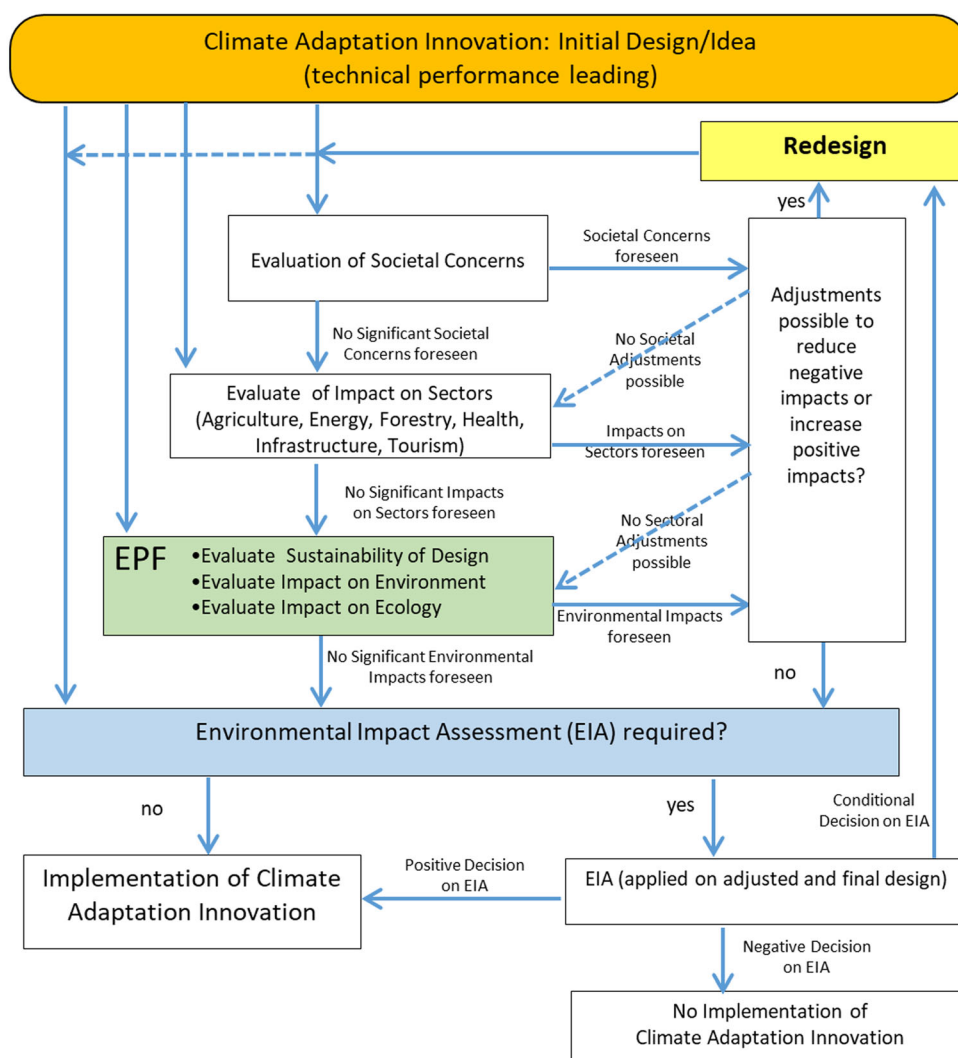 Climate Adaptation Innovation: Initial Design/Idea
(technical performance leading)
Redesign
yes
Evaluation of Societal Concerns
Societal Concerns
foreseen
Adjustments
possible to
reduce
negative
impacts or
increase
positive
impacts?
No Significant Societal
Concerns foreseen
No Societal
Adjustments
possible
Evaluate of Impact on Sectors
(Agriculture, Energy, Forestry, Health,
Infrastructure, Tourism)
Impacts on
Sectors foreseen
No Significant Impacts
on Sectors foreseen
No Sectoral
Adjustments
possible
EPF
•Evaluate Sustainability of Design
•Evaluate Impact on Environment
•Evaluate Impact on Ecology
Environmental Impacts
foreseen
No Significant Environmental
Impacts foreseen
no
Environmental Impact Assessment (EIA) required?
no
yes
Conditional
Decision on EIA
Implementation of Climate
Adaptation Innovation
Positive Decision
on EIA
EIA (applied on adjusted and final design)
Negative Decision
on EIA
No Implementation of
Climate Adaptation Innovation